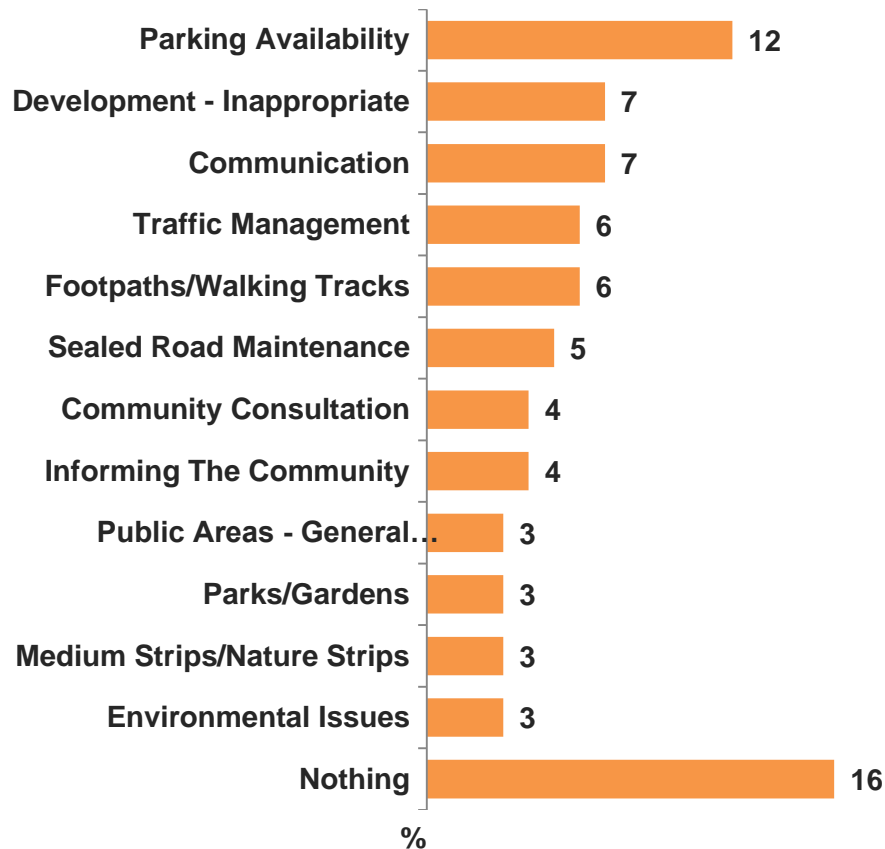 Parking Availability 12
Development - Inappropriate 7
Communication 7
Traffic Management 6
Footpaths/Walking Tracks 6
Sealed Road Maintenance 5
Community Consultation 4
Informing The Community 4
Public Areas - General… 3
Parks/Gardens 3
Medium Strips/Nature Strips 3
Environmental Issues 3
Nothing 16
%